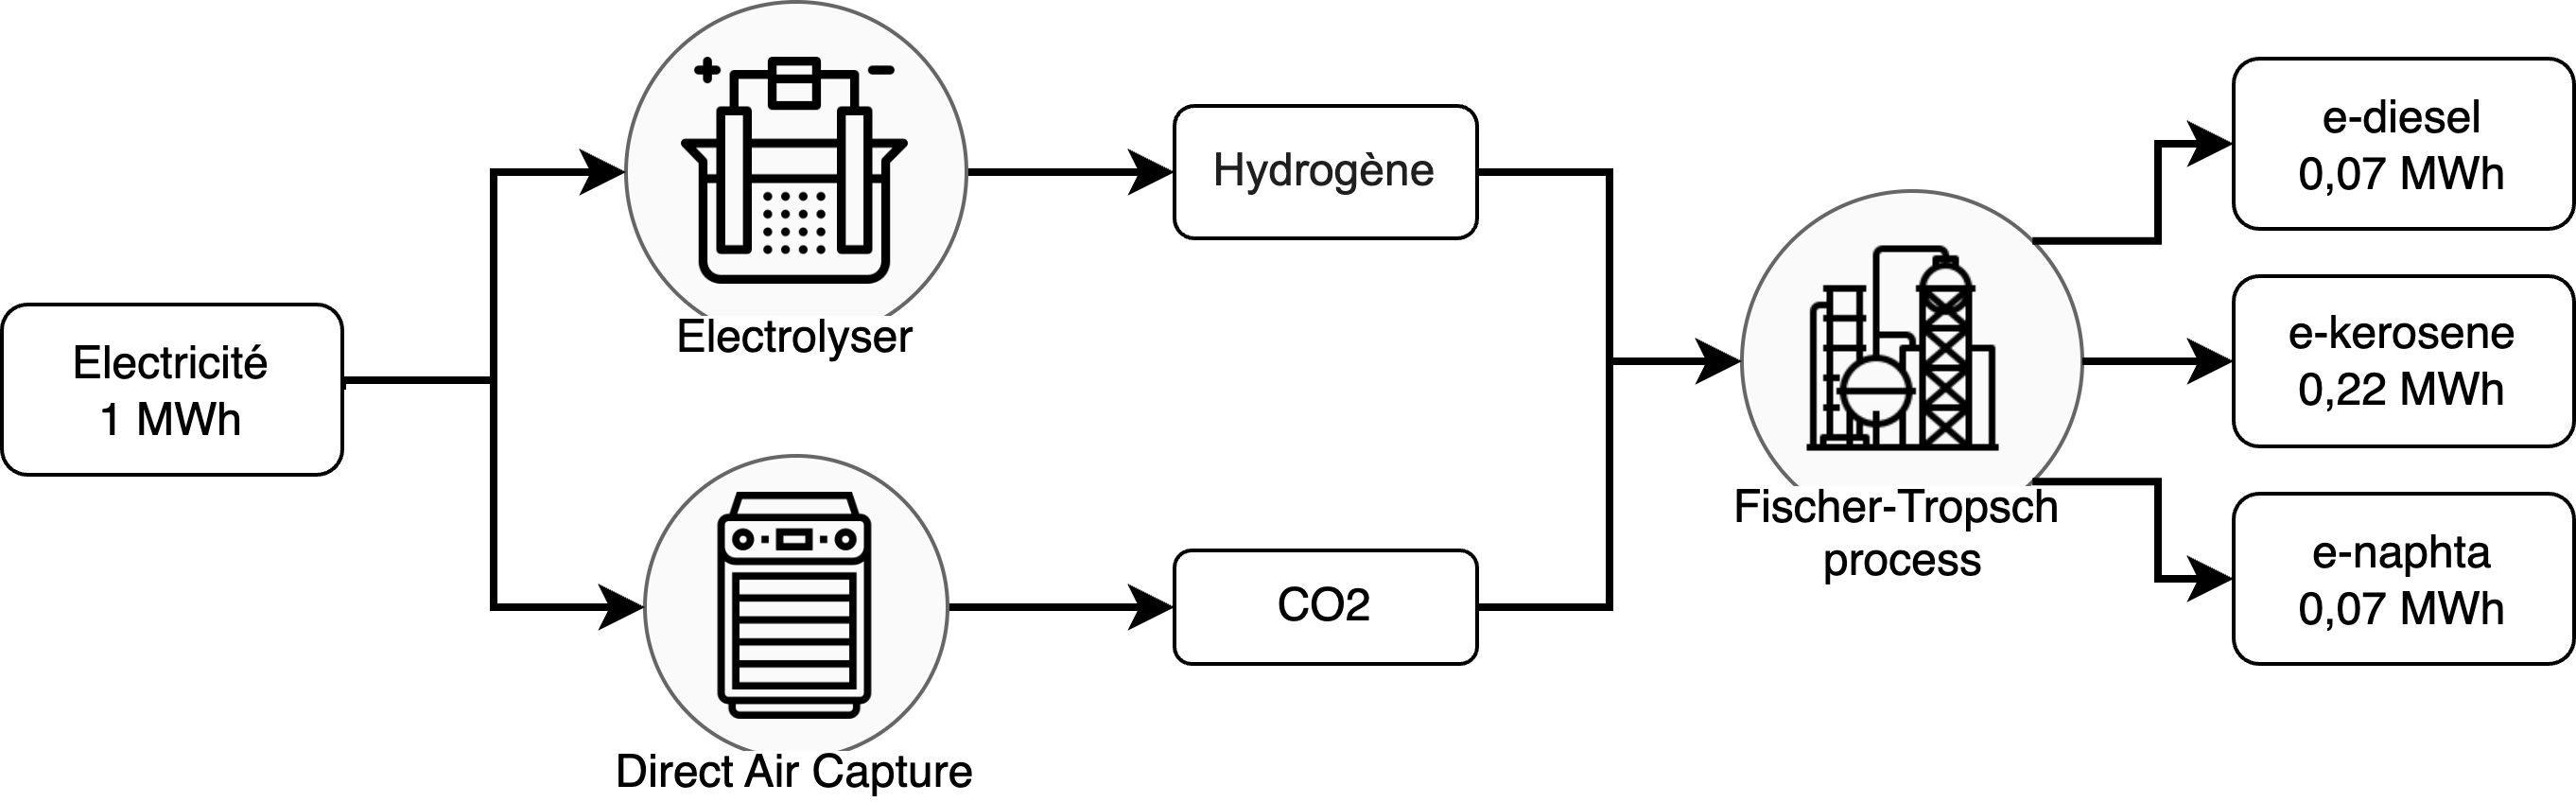 Electricité
1 MWh
+
−
Electrolyser
Direct Air Capture
Hydrogène
CO2
Fischer-Tropsch
process
e-diesel
0,07 MWh
e-kerosene
0,22 MWh
e-naphta
0,07 MWh